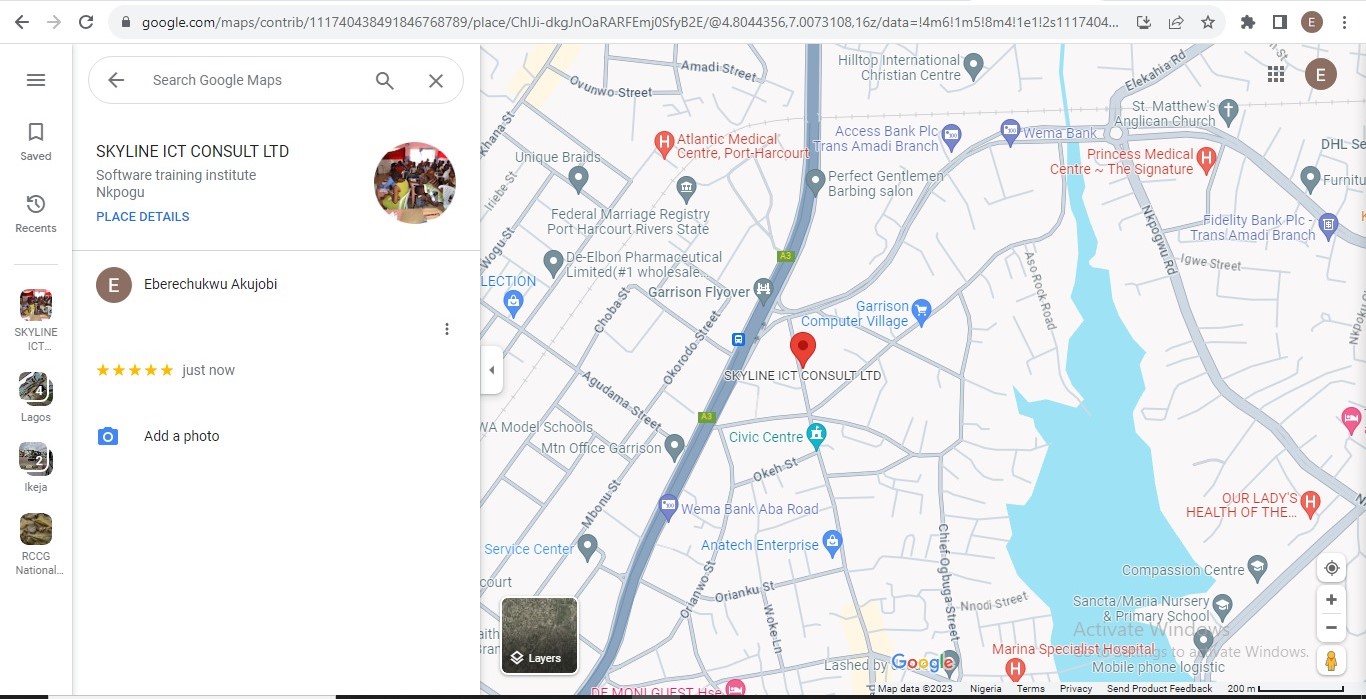 google.com/maps/contrib/111740438491846768789/place/ChIJi-dkgJnOaRARFEmj0SfyB2E/@4.8044356,7.0073108,16z/data=!4m6!1m5!8m4!1e1!2s1117404...
E
Search Google Maps
Saved
Recents
SKYLINE
ICT...
4
Lagos
2
Ikeja
RCCG
National...
SKYLINE ICT CONSULT LTD
Software training institute
Nkpogu
PLACE DETAILS
E
Eberechukwu Akujobi
just now
Add a photo
E
Amadi Street
Ovunwo Street
Hilltop International
Christian Centre
Elekahia Rd
St. Matthew's
Anglican Church
Khana St
Atlantic Medical
Centre, Port-Harcourt
Access Bank Plc
Trans Amadi Branch
Wema Bank
DHL Se
Unique Braids
Princess Medical
Centre ~ The Signature
Iriebe St
Perfect Gentlemen
Barbing salon
Furnitu
Federal Marriage Registry
Port Harcourt Rivers State
Nkpogwu Rd
Fidelity Bank Plc -
Trans Amadi Branch
Wogu St
De-Elbon Pharmaceutical
Limited(#1 wholesale...
A3
Igwe Street
LECTION
Garrison Flyover
Aso Rock Road
Choba St
Okorodo Street
Garrison
Computer Village
SKYLINE ICT CONSULT LTD
Agudama Street
A3
WA Model Schools
Mtn Office Garrison
Civic Centre
Okeh St
Mbonu St
Wema Bank Aba Road
OUR LADY'S
HEALTH OF THE...
Service Center
Anatech Enterprise
Chief Ogbuga Street
court
Compassion Centre
Orianwo St
Orianku St
Woke Ln
Nnodi Street
Sancta/Maria Nursery
& Primary School
Activate Windows
Go to Settings to activate Windows.
Layers
Marina Specialist Hospital
Mobile phone logistic
Lashed by
Google
DE MONI GUEST Hse
Map data ©2023
Nigeria
Terms
Privacy
Send Product Feedback
200 m